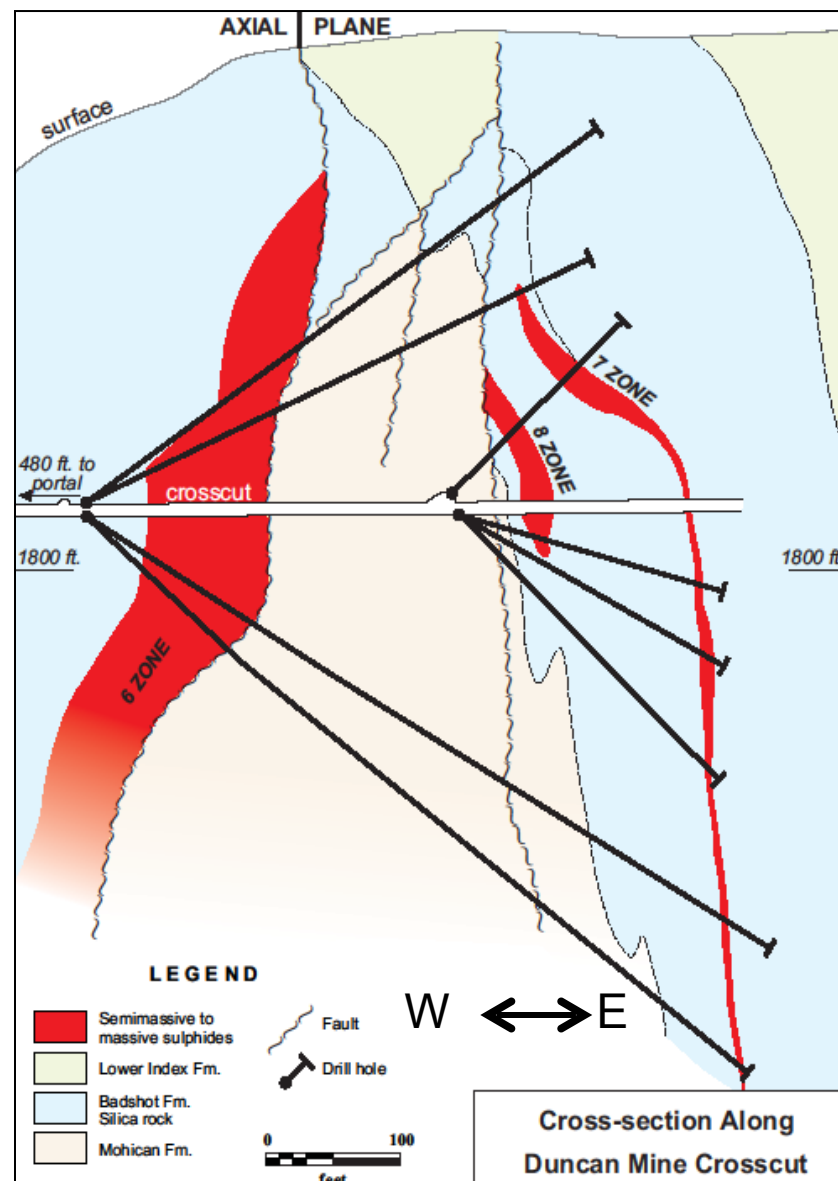 AXIAL PLANE
surface
7 ZONE
8 ZONE
480 ft. to
portal
crosscut
1800 ft.
1800 ft.
6 ZONE
LEGEND
W E
Semimassive to
massive sulphides
Fault
Lower Index Fm.
Drill hole
Badshot Fm.
Silica rock
Mohican Fm.
0 100
feet
Cross-section Along
Duncan Mine Crosscut